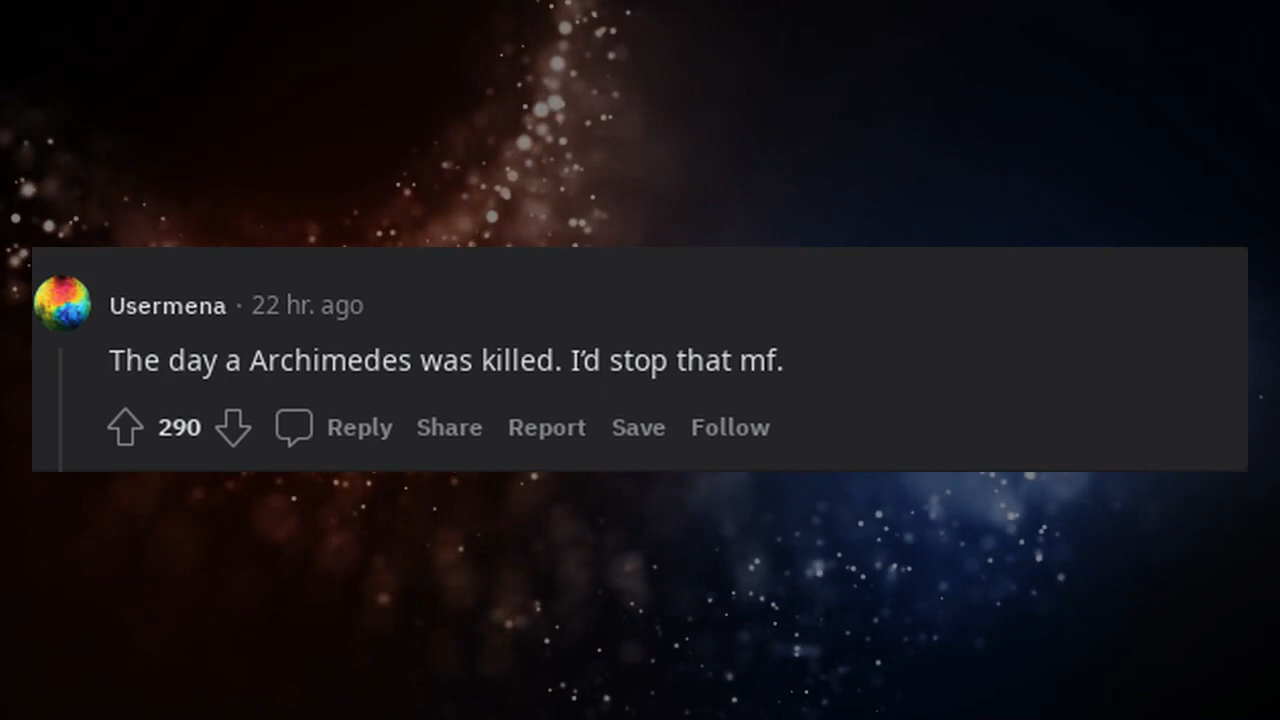 Usermena · 22 hr. ago
The day a Archimedes was killed. I'd stop that mf.
290 Reply Share Report Save Follow